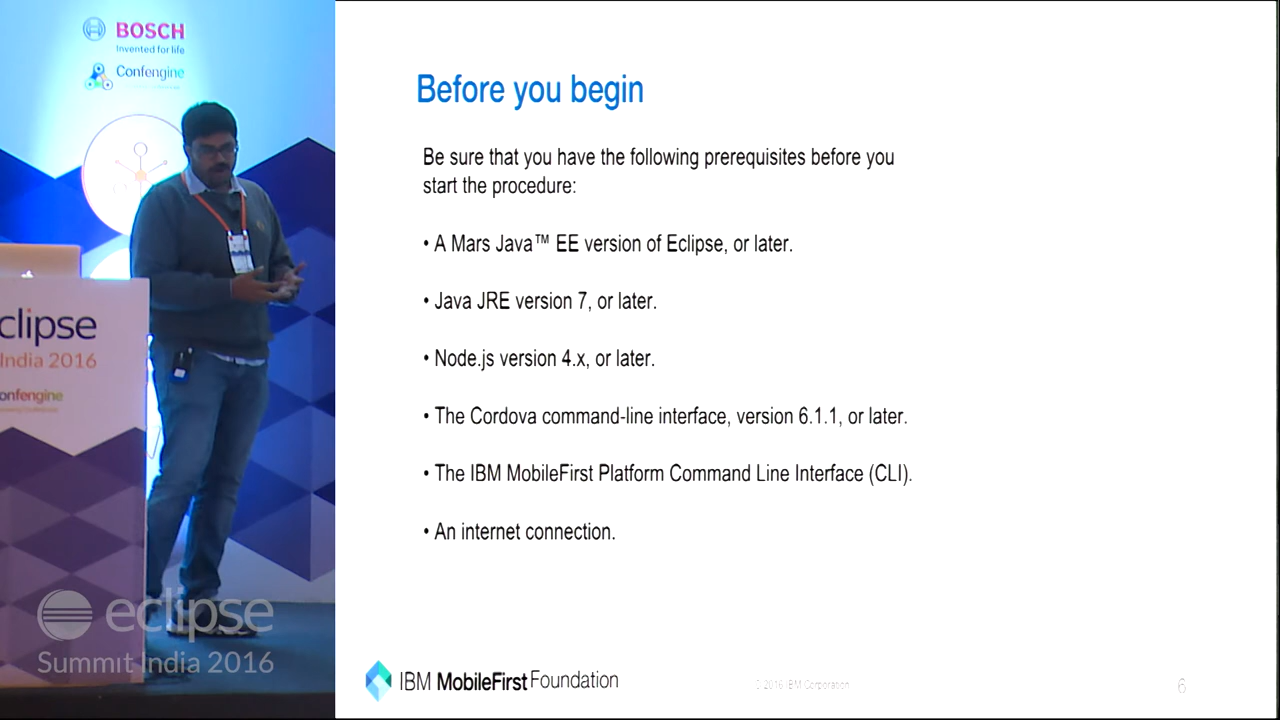 BOSCH
Invented for life
Confengine
clipse
India 2016
onfengine
eclipse
Summit India 2016
Before you begin
Be sure that you have the following prerequisites before you
start the procedure:
• A Mars Java™ EE version of Eclipse, or later.
• Java JRE version 7, or later.
• Node.js version 4.x, or later.
• The Cordova command-line interface, version 6.1.1, or later.
• The IBM MobileFirst Platform Command Line Interface (CLI).
• An internet connection.
IBM MobileFirst Foundation
© 2016 IBM Corporation
6